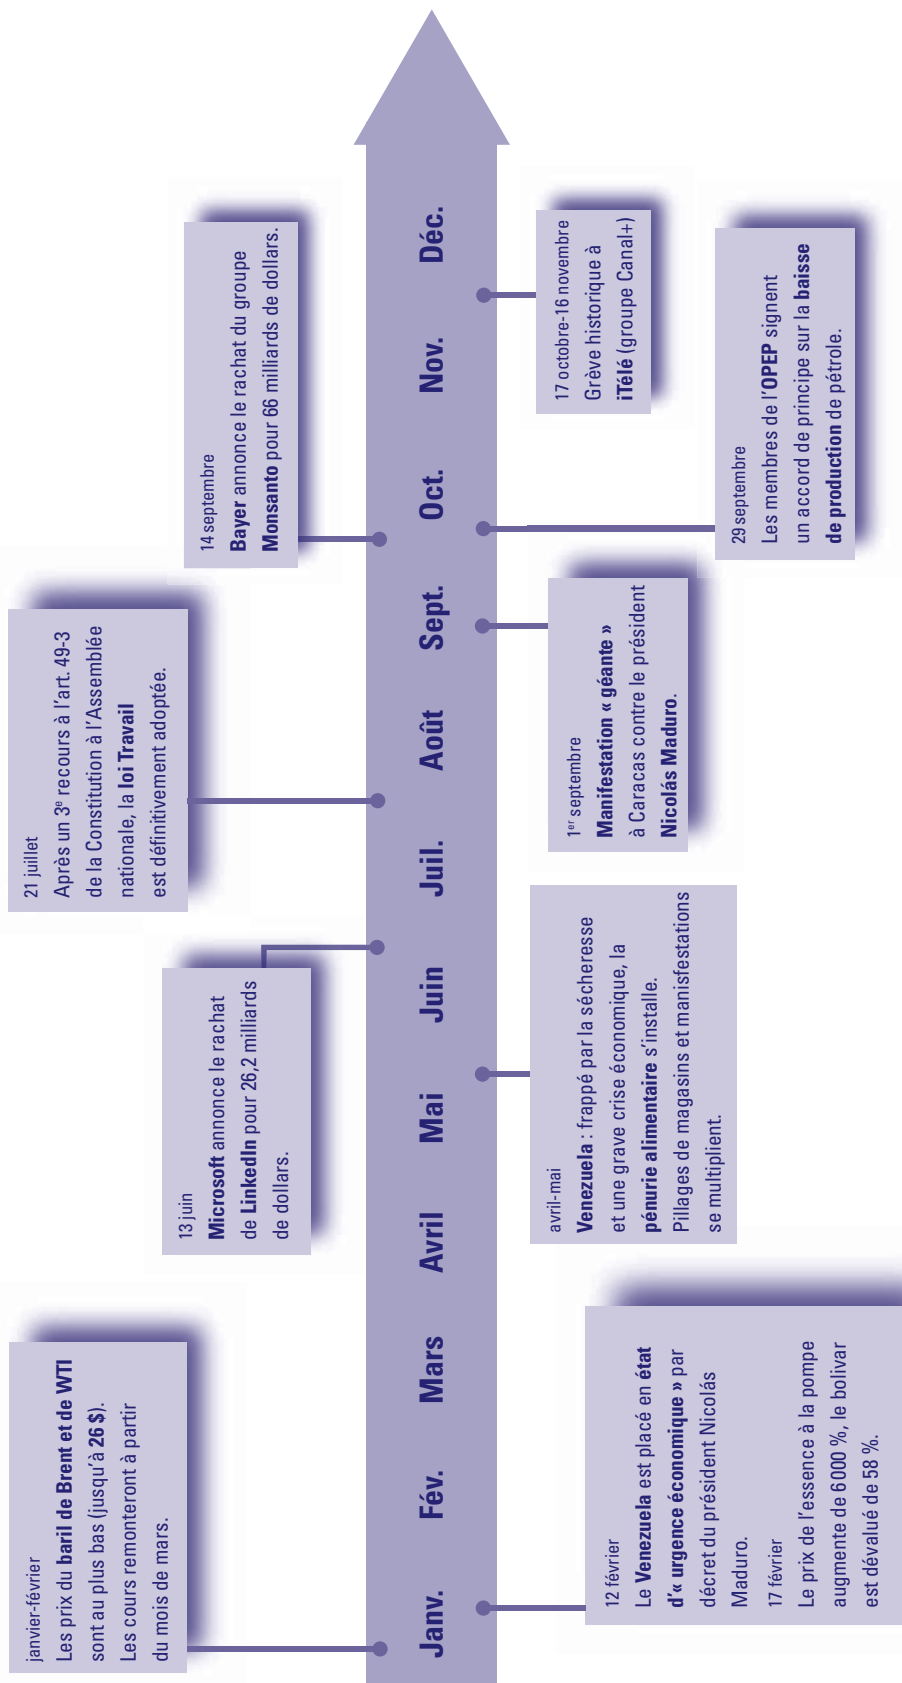 janvier-février
Les prix du baril de Brent et de WTI
sont au plus bas (jusqu'à 26 $).
Les cours remonteront à partir
du mois de mars.
13 juin
Microsoft annonce le rachat
de LinkedIn pour 26,2 milliards
de dollars.
21 juillet
Après un 3e recours à l'art. 49-3
de la Constitution à l'Assemblée
nationale, la loi Travail
est définitivement adoptée.
14 septembre
Bayer annonce le rachat du groupe
Monsanto pour 66 milliards de dollars.
Janv. Fév. Mars Avril Mai Juin Juil. Août Sept. Oct. Nov. Déc.
12 février
Le Venezuela est placé en état
d'« urgence économique » par
décret du président Nicolás
Maduro.
17 février
Le prix de l'essence à la pompe
augmente de 6 000 %, le bolivar
est dévalué de 58 %.
avril-mai
Venezuela : frappé par la sécheresse
et une grave crise économique, la
pénurie alimentaire s'installe.
Pillages de magasins et manisfestations
se multiplient.
1er septembre
Manifestation « géante »
à Caracas contre le président
Nicolás Maduro.
29 septembre
Les membres de l'OPEP signent
un accord de principe sur la baisse
de production de pétrole.
17 octobre-16 novembre
Grève historique à
iTélé (groupe Canal+)